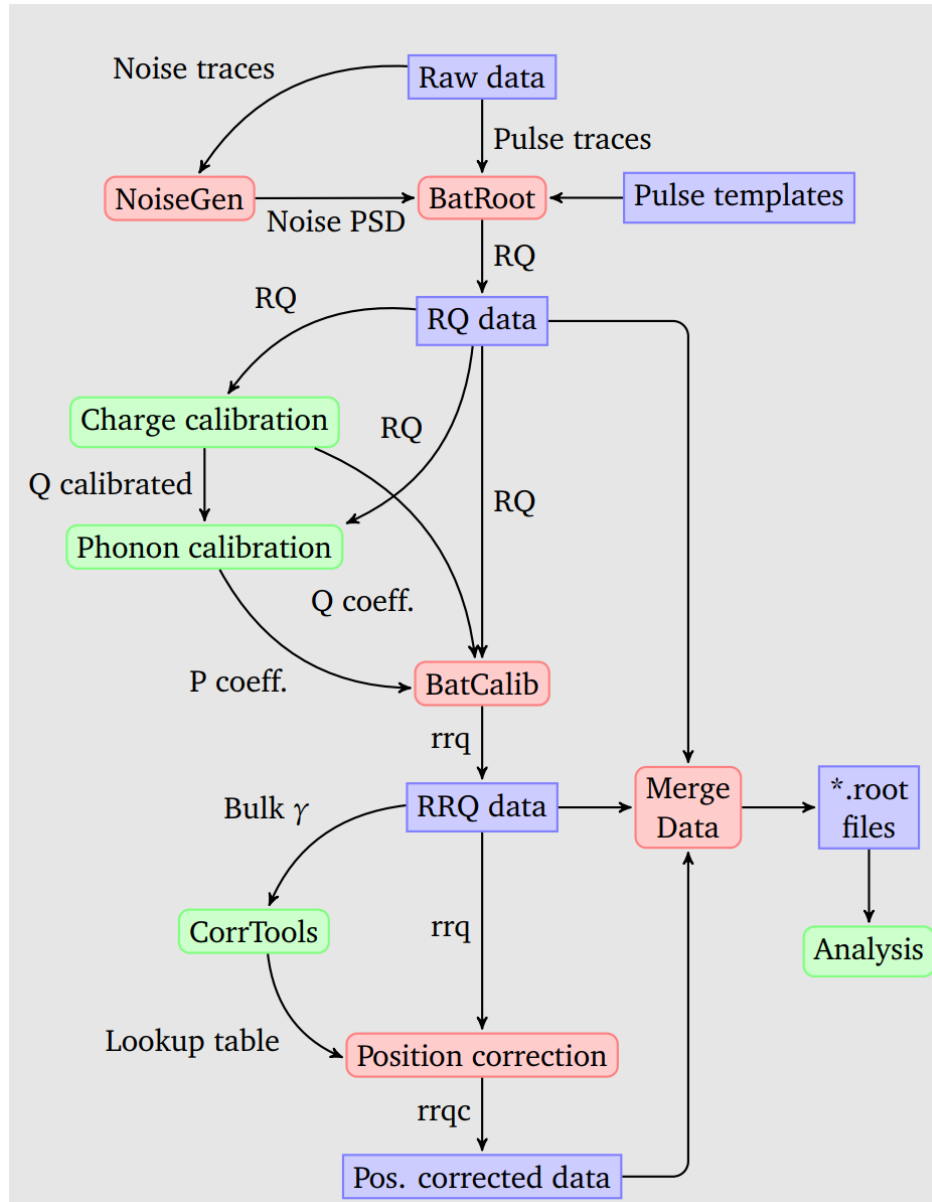 Noise traces
Raw data
Pulse traces
NoiseGen
BatRoot
Pulse templates
Noise PSD
RQ
RQ
RQ data
Charge calibration
RQ
Q calibrated
RQ
Phonon calibration
Q coeff.
P coeff.
BatCalib
rrq
Bulk γ
RRQ data
Merge
Data
*.root
files
CorrTools
rrq
Analysis
Lookup table
Position correction
rrqc
Pos. corrected data